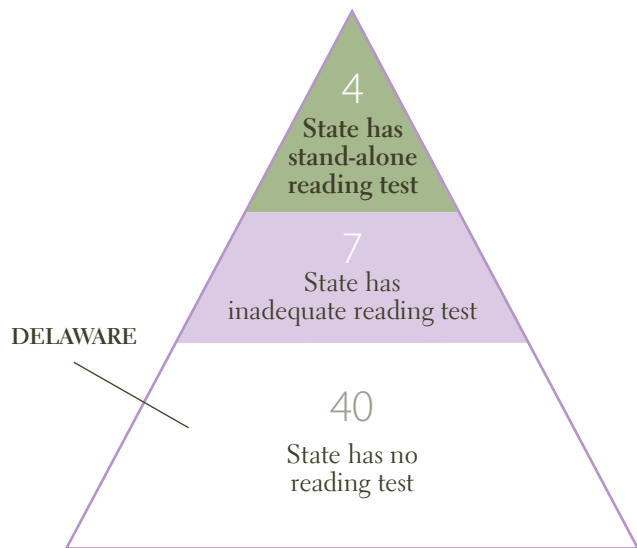 4
State has
stand-alone
reading test
7
State has
inadequate reading test
DELAWARE
40
State has no
reading test